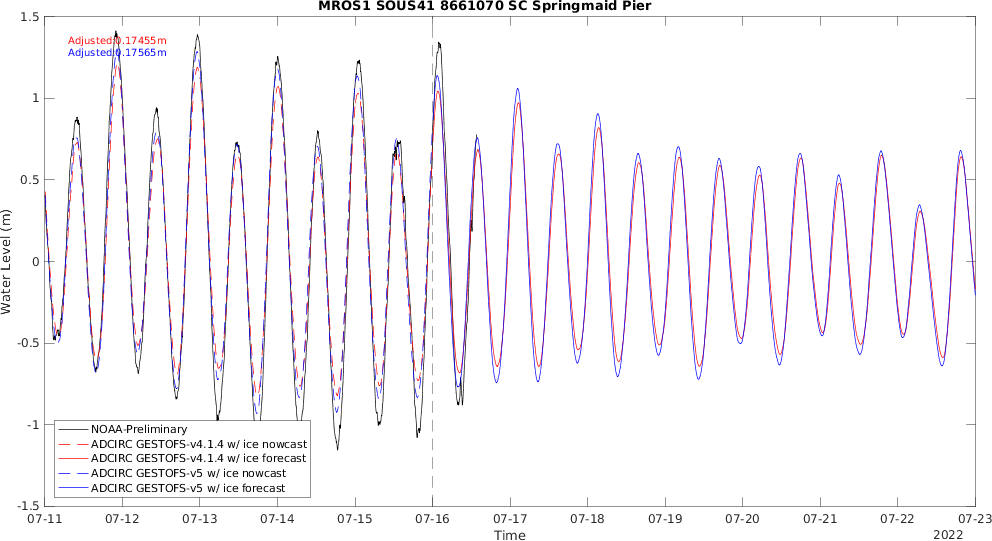 MROS1 SOUS41 8661070 SC Springmaid Pier
Adjusted:0.17455m
Adjusted:0.17565m
Water Level (m)
1.5
1
0.5
0
-0.5
-1
-1.5
NOAA-Preliminary
ADCIRC GESTOFS-v4.1.4 w/ ice nowcast
ADCIRC GESTOFS-v4.1.4 w/ ice forecast
ADCIRC GESTOFS-v5 w/ ice nowcast
ADCIRC GESTOFS-v5 w/ ice forecast
07-11 07-12 07-13 07-14 07-15 07-16 07-17 07-18 07-19 07-20 07-21 07-22 07-23
Time
2022